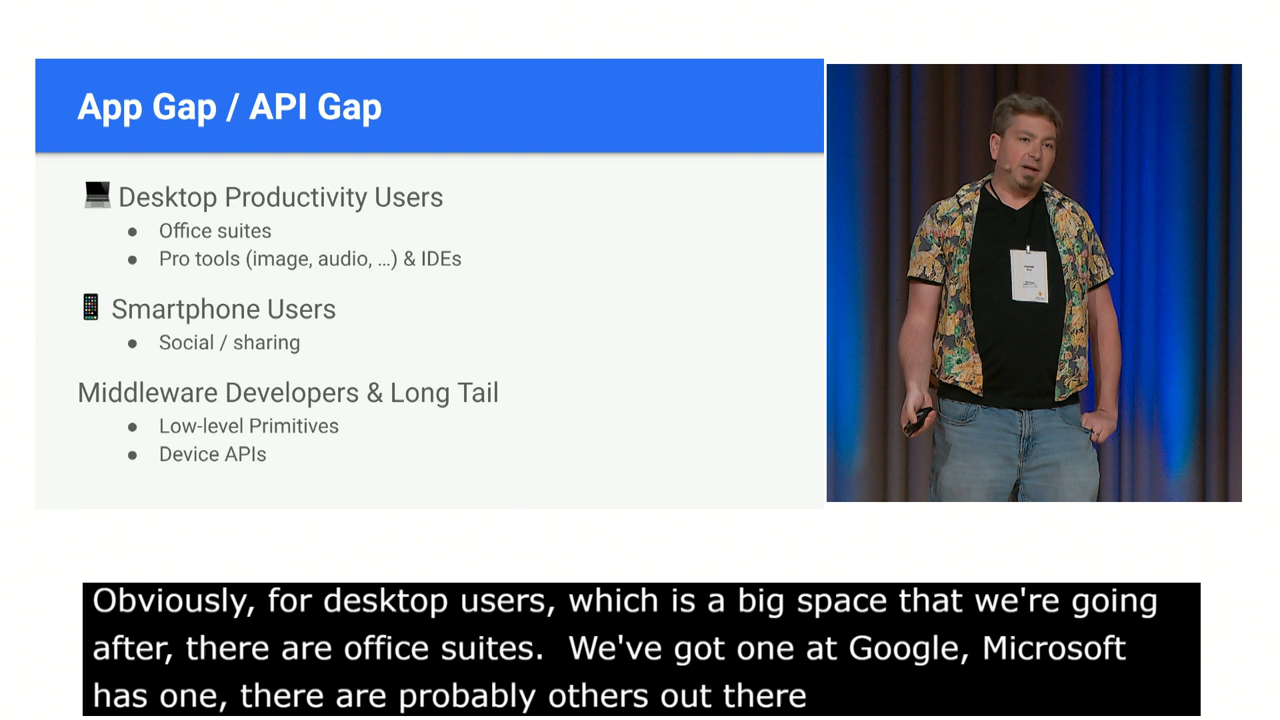 App Gap / API Gap
Desktop Productivity Users
● Office suites
● Pro tools (image, audio, ...) & IDEs
Smartphone Users
● Social / sharing
Middleware Developers & Long Tail
● Low-level Primitives
● Device APIs
Obviously, for desktop users, which is a big space that we're going
after, there are office suites.  We've got one at Google, Microsoft
has one, there are probably others out there